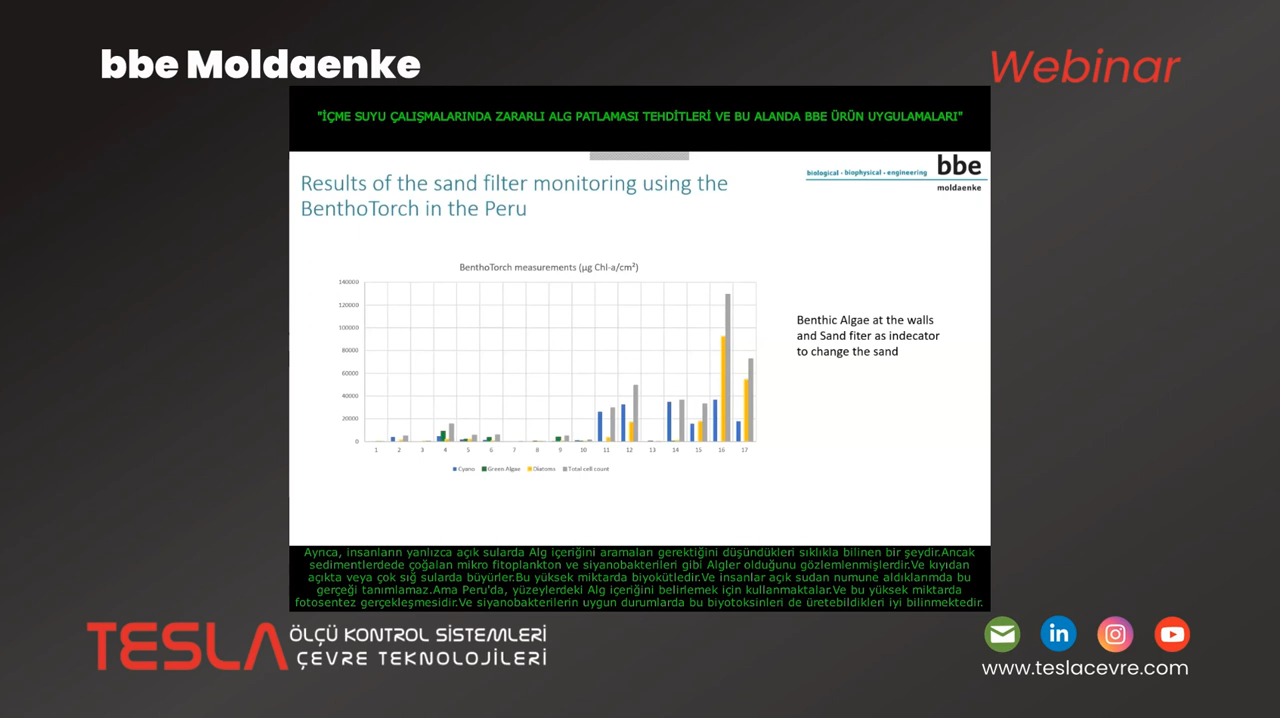 bbe Moldaenke
Webinar
"İÇME SUYU ÇALIŞMALARINDA ZARARLI ALG PATLAMASI TEHDİTLERİ VE BU ALANDA BBE ÜRÜN UYGULAMALARI"
Results of the sand filter monitoring using the
BenthoTorch in the Peru
biological - biophysical - engineering
bbe
moldaenke
BenthoTorch measurements (µg Chl-a/cm²)
140000
120000
100000
80000
60000
40000
20000
0
1 2 3 4 5 6 7 8 9 10 11 12 13 14 15 16 17
Cyano Green Algae Diatoms Total cell count
Benthic Algae at the walls
and Sand fiter as indecator
to change the sand
Ayrıca, insanların yanlızca açık sularda Alg içeriğini aramaları gerektiğini düşündükleri sıklıkla bilinen bir şeydir.Ancak
sedimentlerdede çoğalan mikro fitoplankton ve siyanobakterileri gibi Algler olduğunu gözlemlenmişlerdir.Ve kıyıdan
açıkta veya çok sığ sularda büyürler.Bu yüksek miktarda biyokütledir.Ve insanlar açık sudan numune aldıklarımda bu
gerçeği tanımlamaz.Ama Peru'da, yüzeylerdeki Alg içeriğini belirlemek için kullanmaktalar.Ve bu yüksek miktarda
fotosentez gerçekleşmesidir.Ve siyanobakterilerin uygun durumlarda bu biyotoksinleri de üretebildikleri iyi bilinmektedir.
TESLA
ÖLÇÜ KONTROL SİSTEMLERİ
ÇEVRE TEKNOLOJİLERİ
www.teslacevre.com